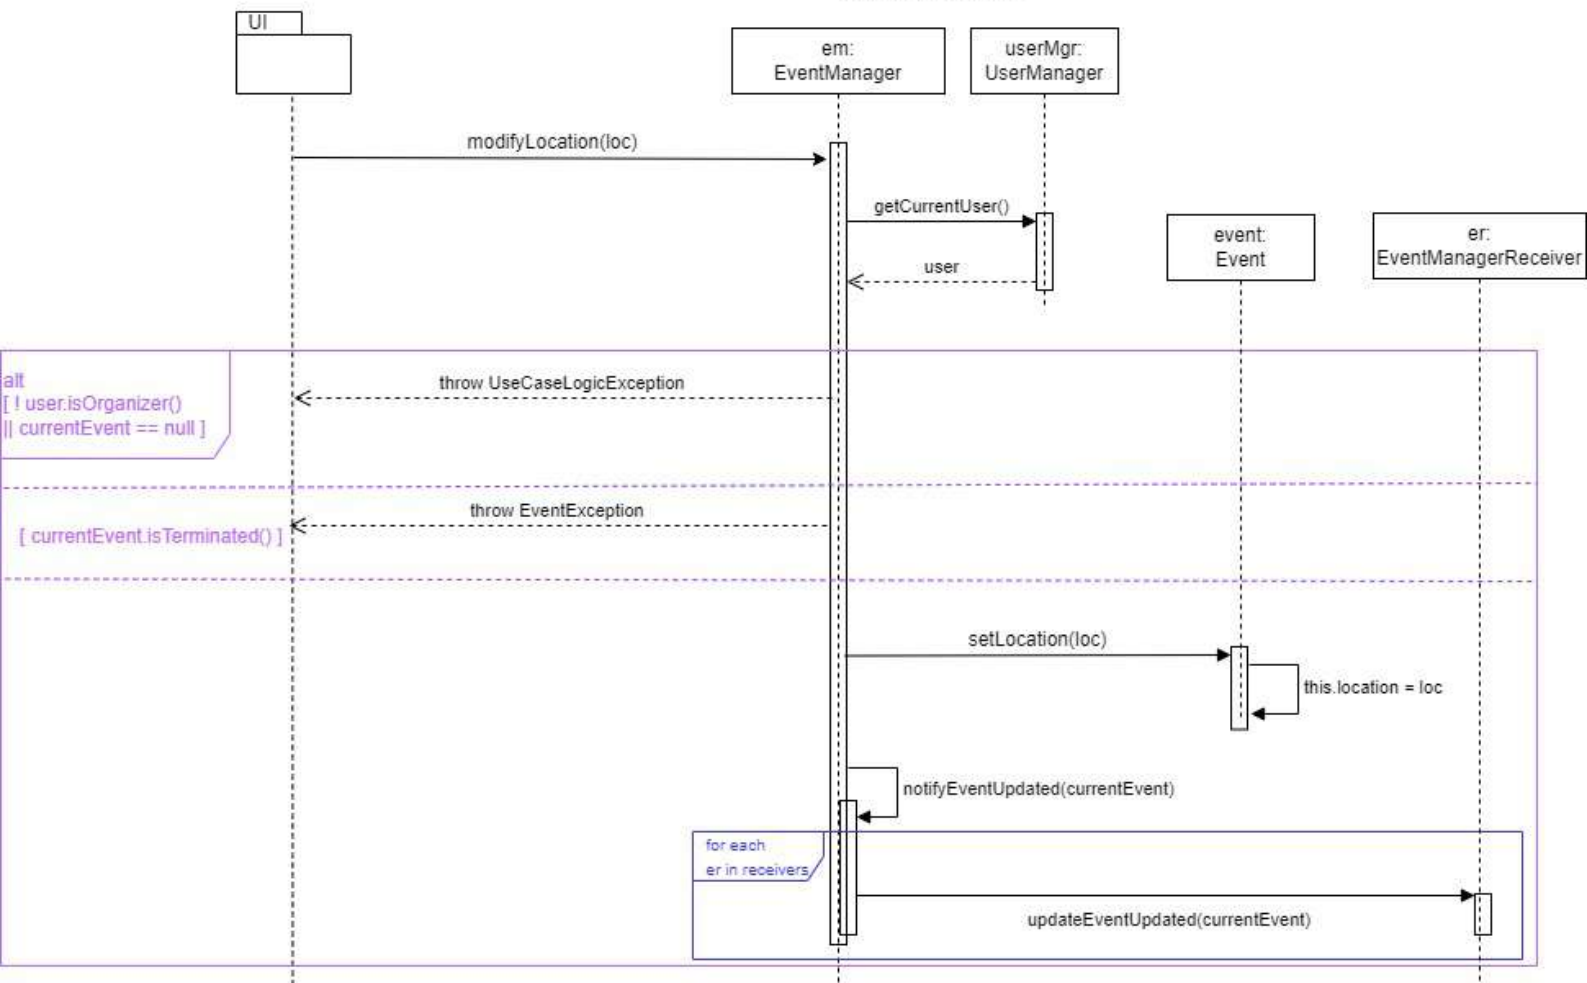 UI
em:
EventManager
userMgr:
UserManager
modifyLocation(loc)
getCurrentUser()
user
event:
Event
er:
EventManagerReceiver
alt
[ ! user.isOrganizer()
|| currentEvent == null ]
throw UseCaseLogicException
throw EventException
[ currentEvent.isTerminated() ]
setLocation(loc)
this.location = loc
notifyEventUpdated(currentEvent)
for each
er in receivers
updateEventUpdated(currentEvent)